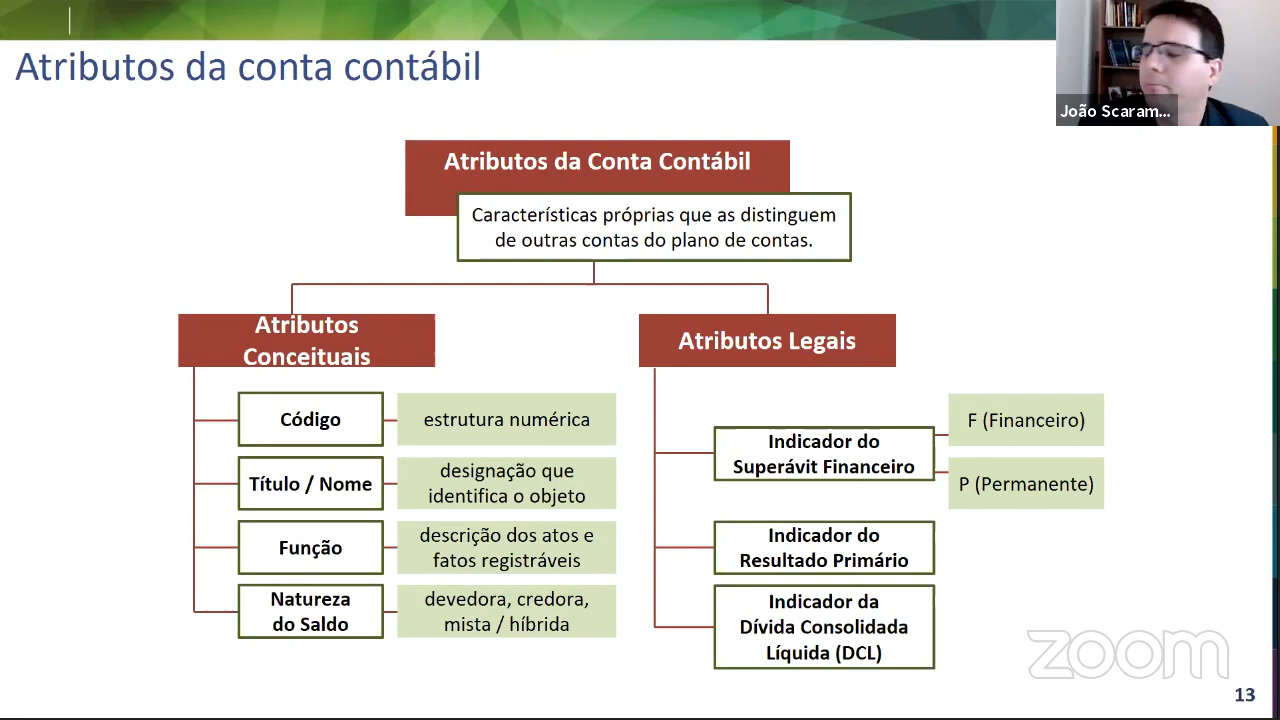 Atributos da conta contábil
João Scaram...
Atributos da Conta Contábil
Características próprias que as distinguem
de outras contas do plano de contas.
Atributos
Conceituais
Código
estrutura numérica
Título / Nome
designação que
identifica o objeto
Função
descrição dos atos e
fatos registráveis
Natureza
do Saldo
devedora, credora,
mista / híbrida
Atributos Legais
Indicador do
Superávit Financeiro
F (Financeiro)
P (Permanente)
Indicador do
Resultado Primário
Indicador da
Dívida Consolidada
Líquida (DCL)
zoom
13